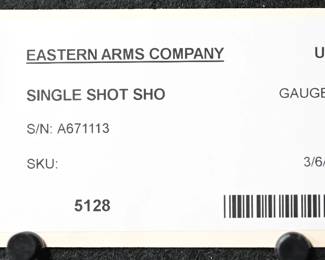 EASTERN ARMS COMPANY U
SINGLE SHOT SHO GAUGE
S/N: A671113
SKU: 3/6/
5128